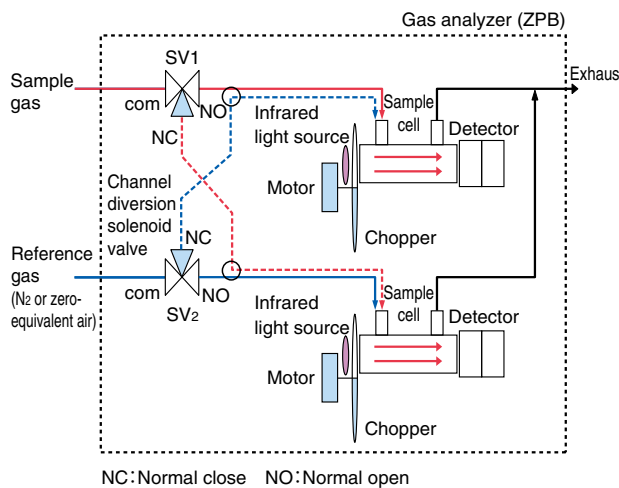 Gas analyzer (ZPB)
SV1
Sample
gas
Exhaus
com
NO
Infrared
light source
Sample
cell
Detector
NC
Motor
Channel
diversion
solenoid
valve
Chopper
NC
Reference
gas
(N2 or zero-
equivalent air)
com
NO
SV2
Infrared
light source
Sample
cell
Detector
Motor
Chopper
NC:Normal close NO:Normal open